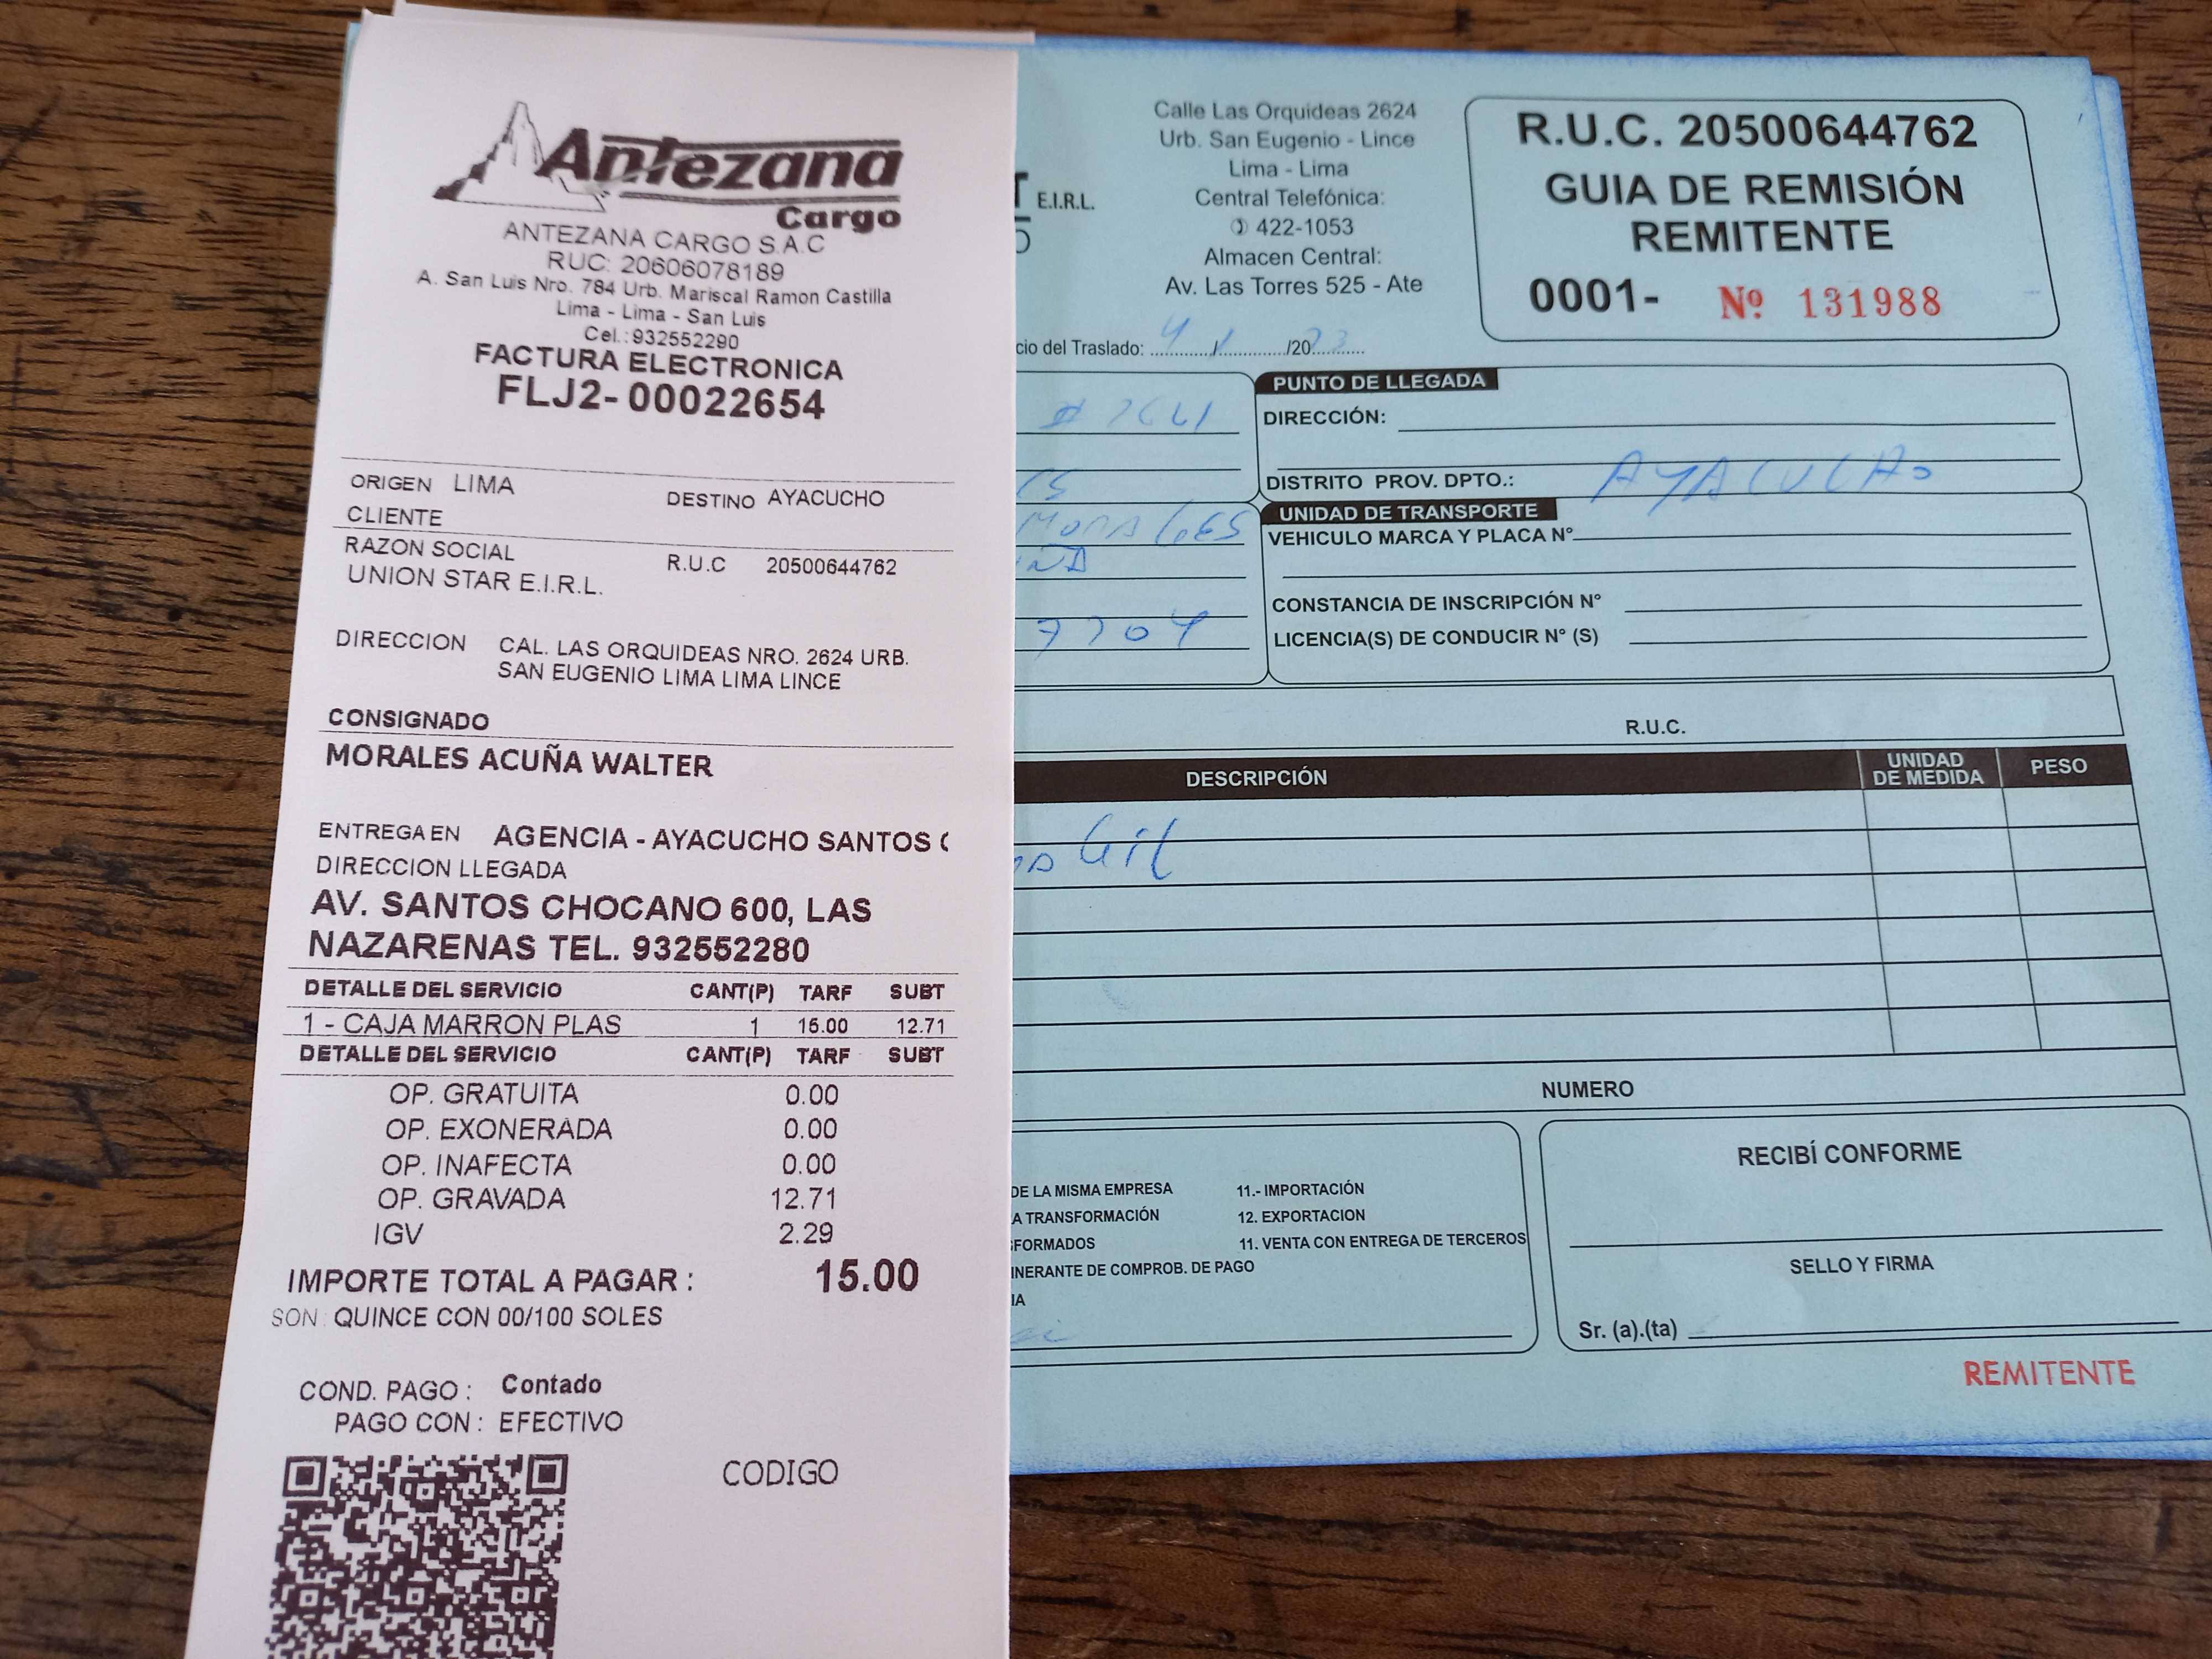 Antezana
Cargo
ANTEZANA CARGO S.A.C
RUC: 20606078189
A. San Luis Nro. 784 Urb. Mariscal Ramon Castilla
Lima - Lima - San Luis
Cel.:932552290
FACTURA ELECTRONICA
FLJ2-00022654
ORIGEN LIMA DESTINO AYACUCHO
CLIENTE
RAZON SOCIAL R.U.C 20500644762
UNION STAR E.I.R.L.
DIRECCION CAL. LAS ORQUIDEAS NRO. 2624 URB.
SAN EUGENIO LIMA LIMA LINCE
CONSIGNADO
MORALES ACUÑA WALTER
ENTREGA EN AGENCIA - AYACUCHO SANTOS
DIRECCION LLEGADA
AV. SANTOS CHOCANO 600, LAS
NAZARENAS TEL. 932552280
DETALLE DEL SERVICIO CANT(P) TARF SUBT
1 - CAJA MARRON PLAS 1 15.00 12.71
DETALLE DEL SERVICIO CANT(P) TARF SUBT
OP. GRATUITA 0.00
OP. EXONERADA 0.00
OP. INAFECTA 0.00
OP. GRAVADA 12.71
IGV 2.29
IMPORTE TOTAL A PAGAR : 15.00
SON : QUINCE CON 00/100 SOLES
COND. PAGO : Contado
PAGO CON : EFECTIVO
CODIGO
E.I.R.L.
Calle Las Orquideas 2624
Urb. San Eugenio - Lince
Lima - Lima
Central Telefónica:
422-1053
Almacen Central:
Av. Las Torres 525 - Ate
R.U.C. 20500644762
GUIA DE REMISIÓN
REMITENTE
0001- Nº 131988
cio del Traslado: 4 / 1 /2023
PUNTO DE LLEGADA
DIRECCIÓN:
DISTRITO PROV. DPTO.: AYACUCHO
MORALES
7704
UNIDAD DE TRANSPORTE
VEHICULO MARCA Y PLACA Nº
CONSTANCIA DE INSCRIPCIÓN N°
LICENCIA(S) DE CONDUCIR N° (S)
R.U.C.
DESCRIPCIÓN UNIDAD DE MEDIDA PESO
Gil
NUMERO
DE LA MISMA EMPRESA 11.- IMPORTACIÓN
A TRANSFORMACIÓN 12. EXPORTACION
FORMADOS 11. VENTA CON ENTREGA DE TERCEROS
INERANTE DE COMPROB. DE PAGO
IA
RECIBÍ CONFORME
SELLO Y FIRMA
Sr. (a).(ta)
REMITENTE